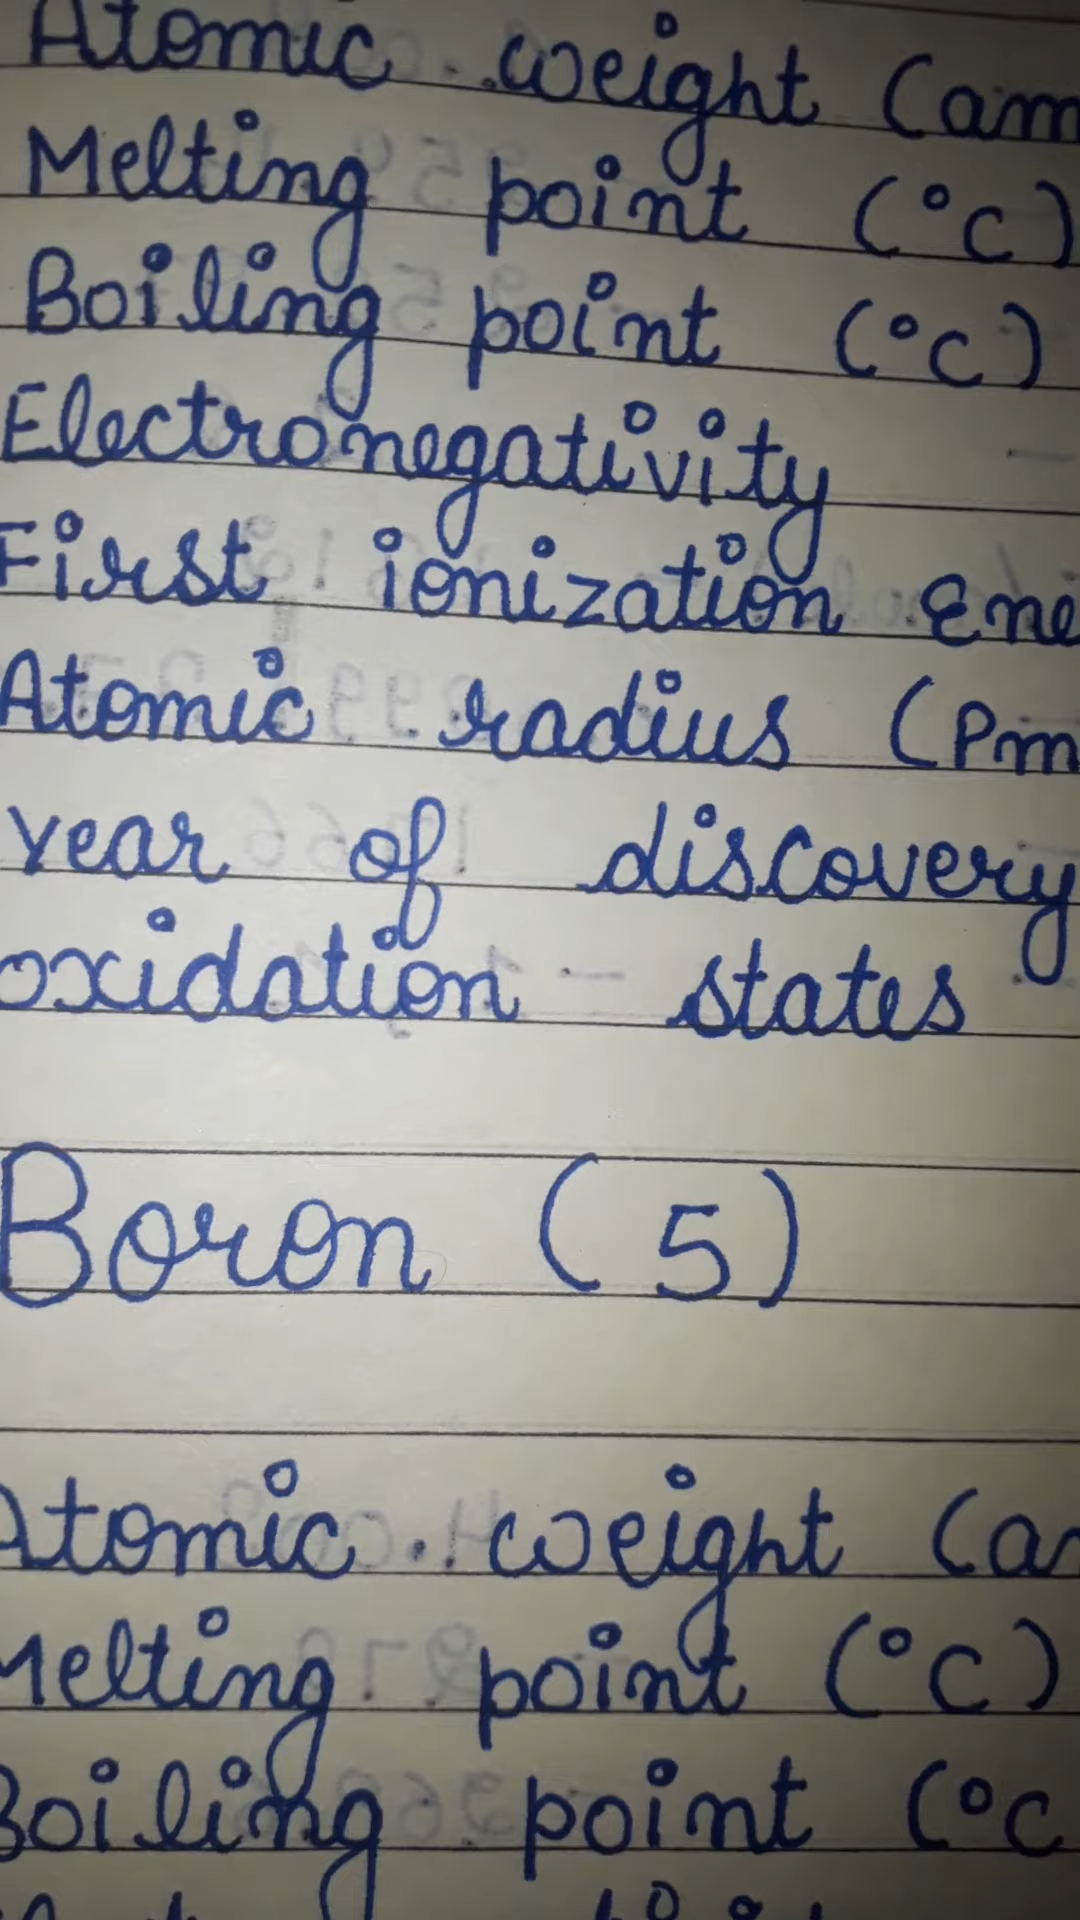 Atomic weight (am
Melting point (°c)
Boiling point (°c)
Electronegativity
First ionization Ene
Atomic radius (Pm
year of discovery
oxidation - states
Boron (5)
Atomic weight (a
Melting point (°c)
Boiling point (°c